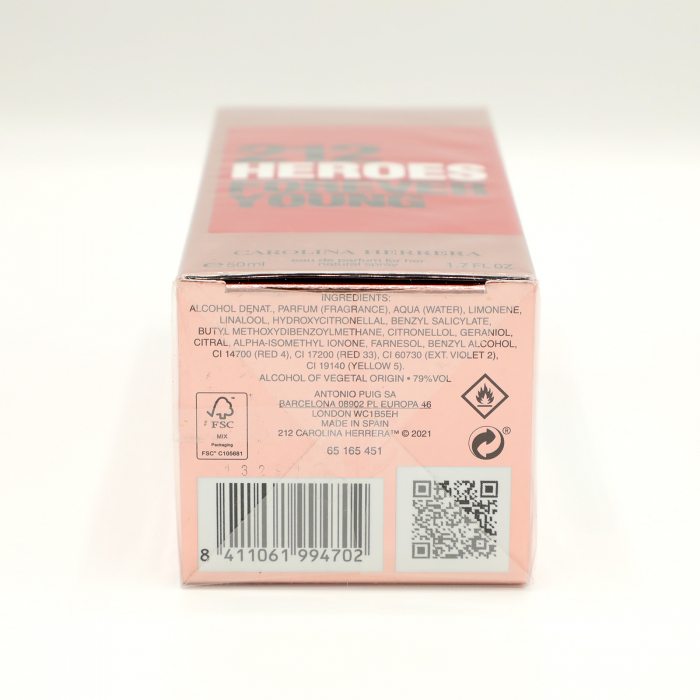 212
HEROES
FOREVER
YOUNG
CAROLINA HERRERA
eau de parfum for her
℮ 50ml natural spray 1.7 FL.OZ.
INGREDIENTS:
ALCOHOL DENAT., PARFUM (FRAGRANCE), AQUA (WATER), LIMONENE,
LINALOOL, HYDROXYCITRONELLAL, BENZYL SALICYLATE,
BUTYL METHOXYDIBENZOYLMETHANE, CITRONELLOL, GERANIOL,
CITRAL, ALPHA-ISOMETHYL IONONE, FARNESOL, BENZYL ALCOHOL,
CI 14700 (RED 4), CI 17200 (RED 33), CI 60730 (EXT. VIOLET 2),
CI 19140 (YELLOW 5).
ALCOHOL OF VEGETAL ORIGIN • 79%VOL
ANTONIO PUIG SA
BARCELONA 08902 PL EUROPA 46
LONDON WC1B5EH
MADE IN SPAIN
212 CAROLINA HERRERA™ © 2021
65 165 451
FSC
MIX
Packaging
FSC® C105681
®
8 411061 994702